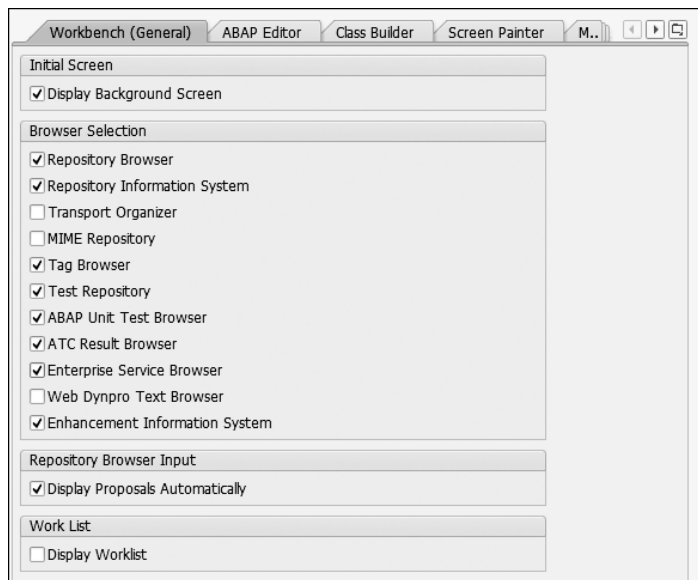 Workbench (General) ABAP Editor Class Builder Screen Painter M..
Initial Screen
Display Background Screen
Browser Selection
Repository Browser
Repository Information System
Transport Organizer
MIME Repository
Tag Browser
Test Repository
ABAP Unit Test Browser
ATC Result Browser
Enterprise Service Browser
Web Dynpro Text Browser
Enhancement Information System
Repository Browser Input
Display Proposals Automatically
Work List
Display Worklist